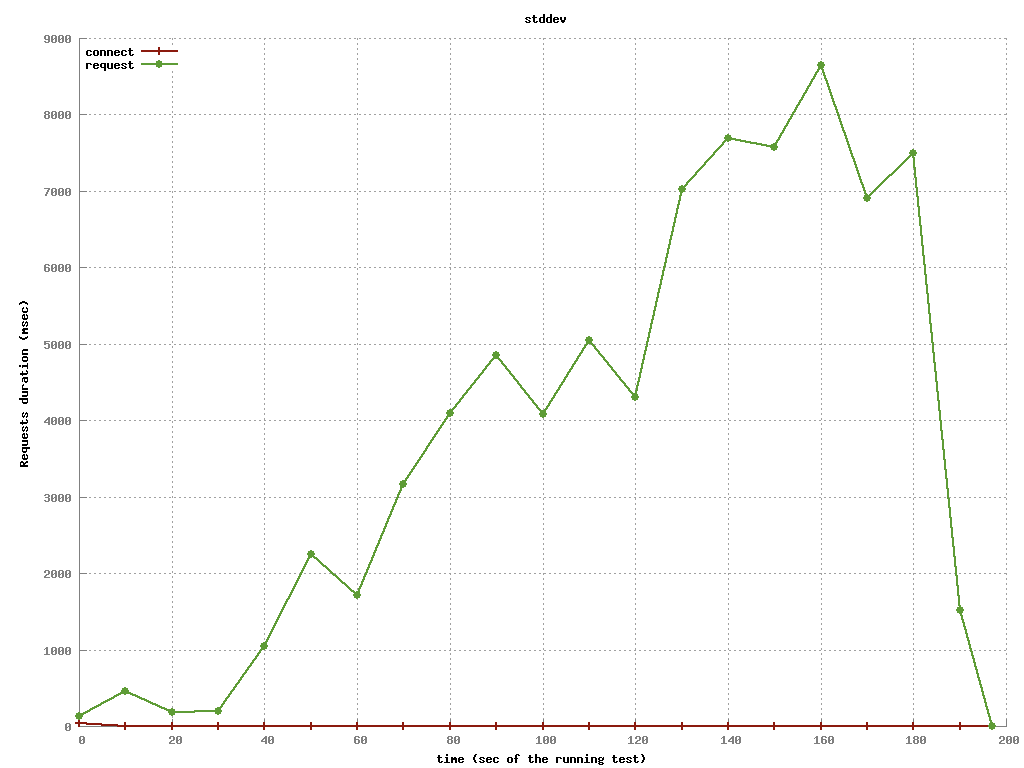 stddev
connect
request
9000
8000
7000
6000
5000
4000
3000
2000
1000
0
Requests duration (msec)
0 20 40 60 80 100 120 140 160 180 200
time (sec of the running test)